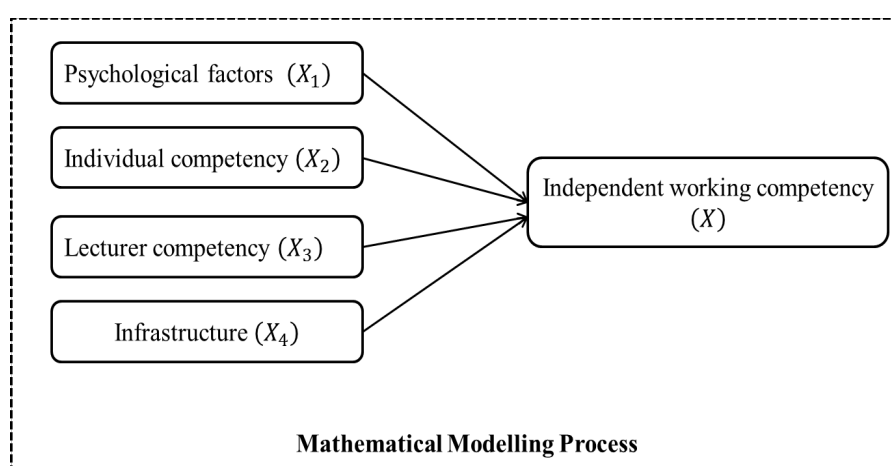 Psychological factors (X₁)
Individual competency (X₂)
Lecturer competency (X₃)
Infrastructure (X₄)
Independent working competency
(X)
Mathematical Modelling Process